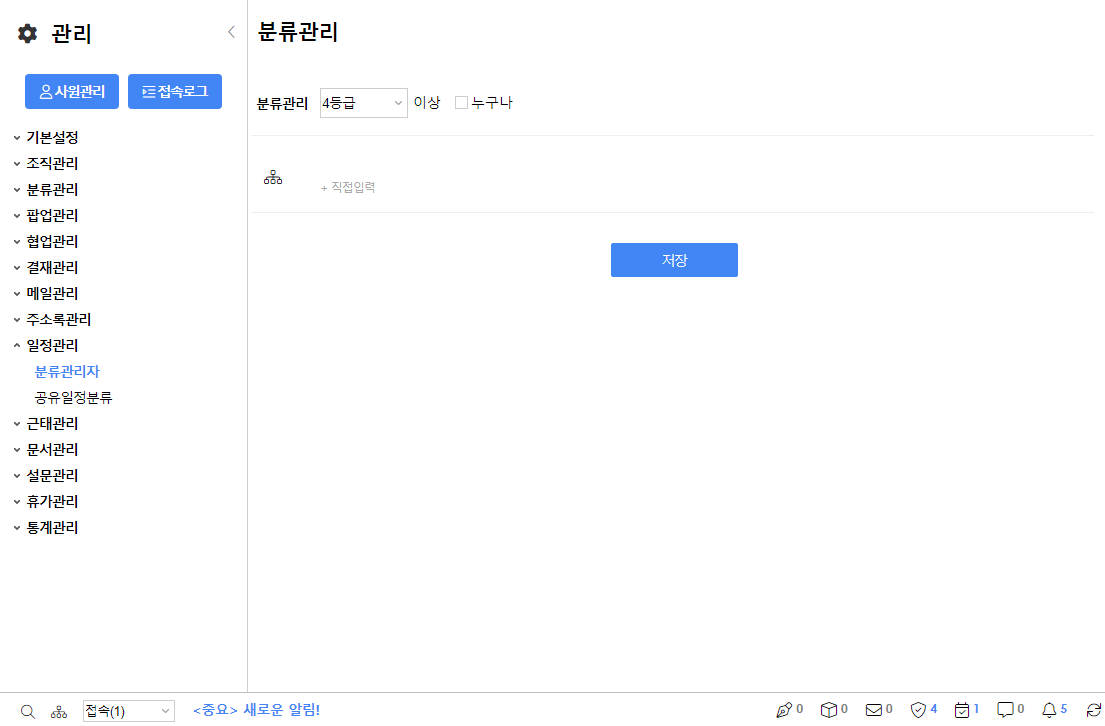 관리
사원관리 접속로그
기본설정
조직관리
분류관리
팝업관리
협업관리
결재관리
메일관리
주소록관리
일정관리
분류관리자
공유일정분류
근태관리
문서관리
설문관리
휴가관리
통계관리
분류관리
분류관리 4등급 이상 누구나
+ 직접입력
저장
접속(1) <중요> 새로운 알림! 0 0 0 4 1 0 5